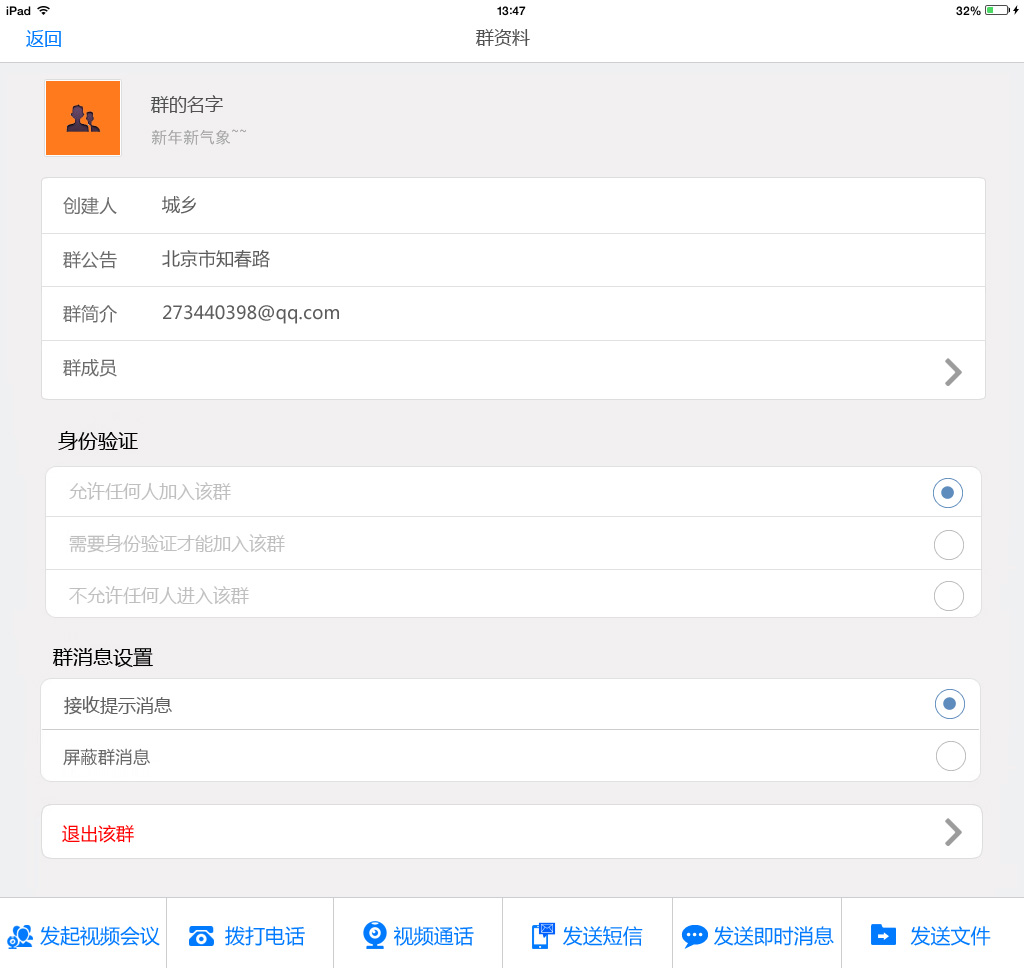 iPad 13:47 32%
返回 群资料
群的名字
新年新气象~~
创建人 城乡
群公告 北京市知春路
群简介 273440398@qq.com
群成员
身份验证
允许任何人加入该群
需要身份验证才能加入该群
不允许任何人进入该群
群消息设置
接收提示消息
屏蔽群消息
退出该群
发起视频会议 拨打电话 视频通话 发送短信 发送即时消息 发送文件